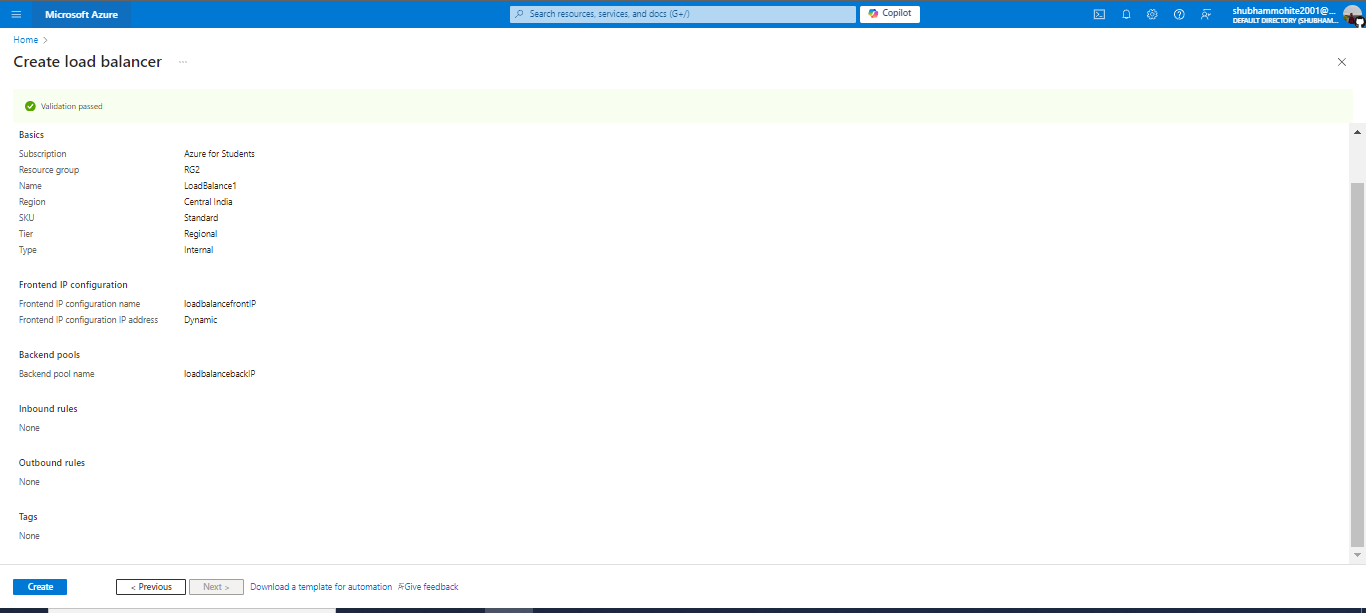 Microsoft Azure
Search resources, services, and docs (G+/)
Copilot
shubhammohite2001@...
DEFAULT DIRECTORY (SHUBHAM...
Home >
Create load balancer ...
Validation passed
Basics
Subscription Azure for Students
Resource group RG2
Name LoadBalance1
Region Central India
SKU Standard
Tier Regional
Type Internal
Frontend IP configuration
Frontend IP configuration name loadbalancefrontIP
Frontend IP configuration IP address Dynamic
Backend pools
Backend pool name loadbalancebackIP
Inbound rules
None
Outbound rules
None
Tags
None
Create < Previous Next > Download a template for automation Give feedback